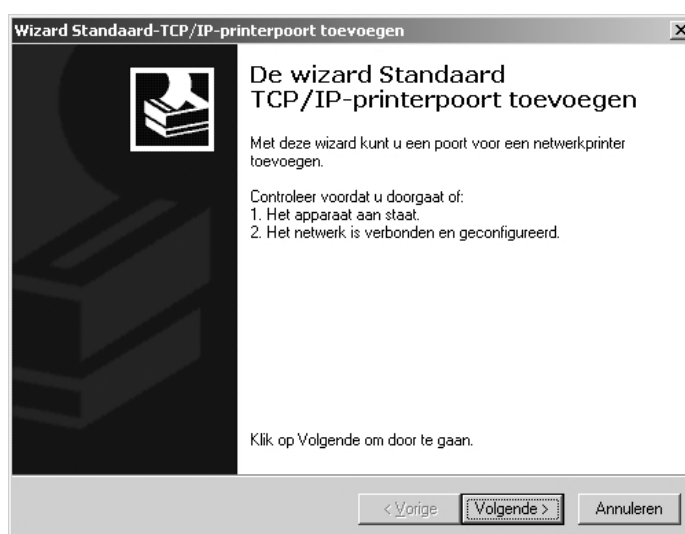 Wizard Standaard-TCP/IP-printerpoort toevoegen
De wizard Standaard
TCP/IP-printerpoort toevoegen
Met deze wizard kunt u een poort voor een netwerkprinter
toevoegen.
Controleer voordat u doorgaat of:
1. Het apparaat aan staat.
2. Het netwerk is verbonden en geconfigureerd.
Klik op Volgende om door te gaan.
< Vorige
Volgende >
Annuleren